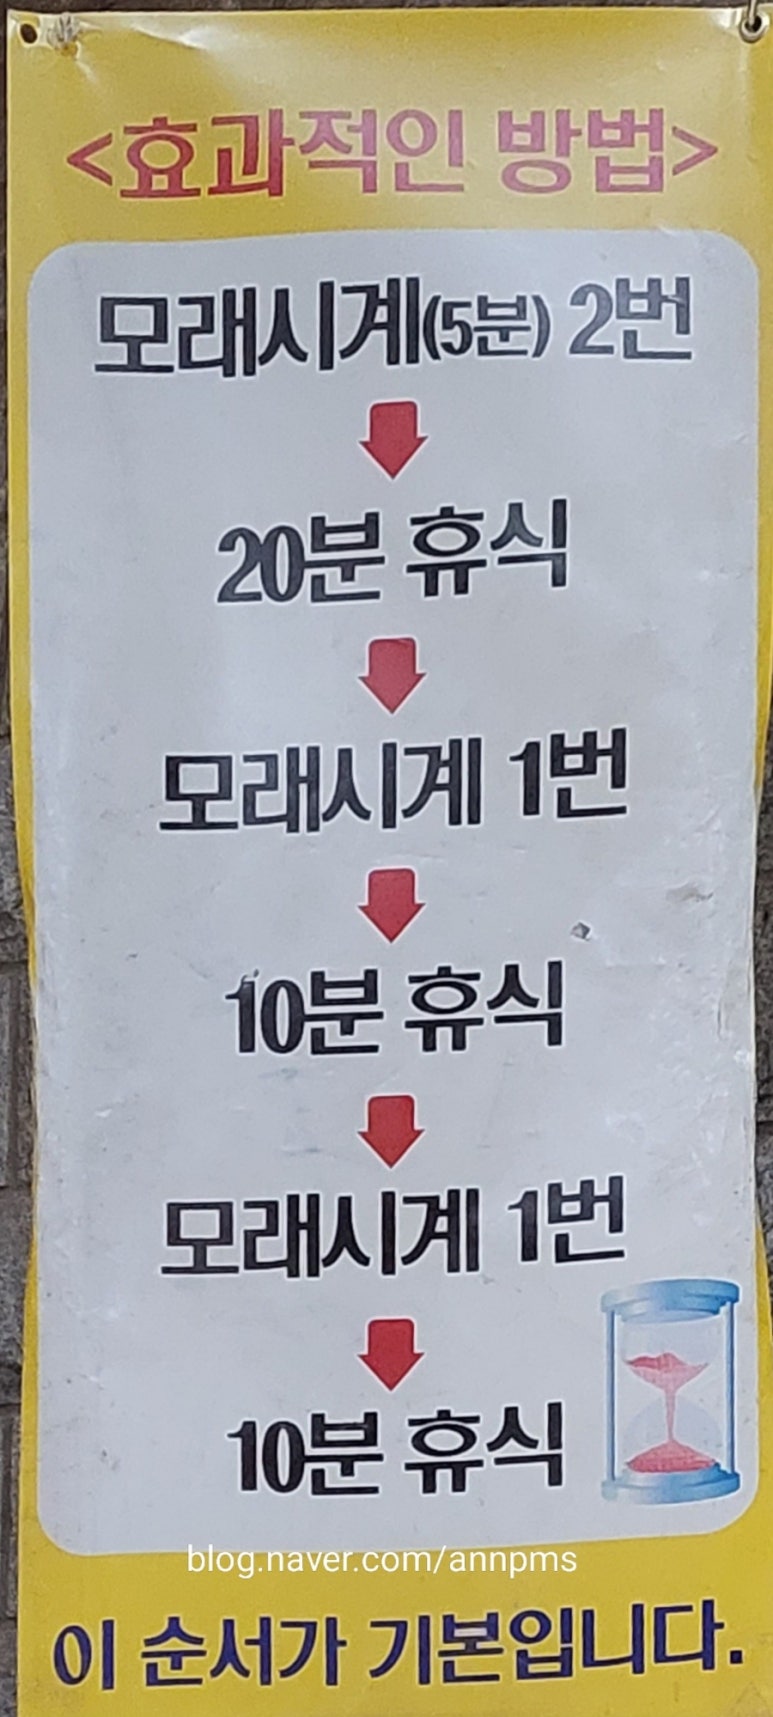 <효과적인 방법>
모래시계(5분) 2번
20분 휴식
모래시계 1번
10분 휴식
모래시계 1번
10분 휴식
blog.naver.com/annpms
이 순서가 기본입니다.